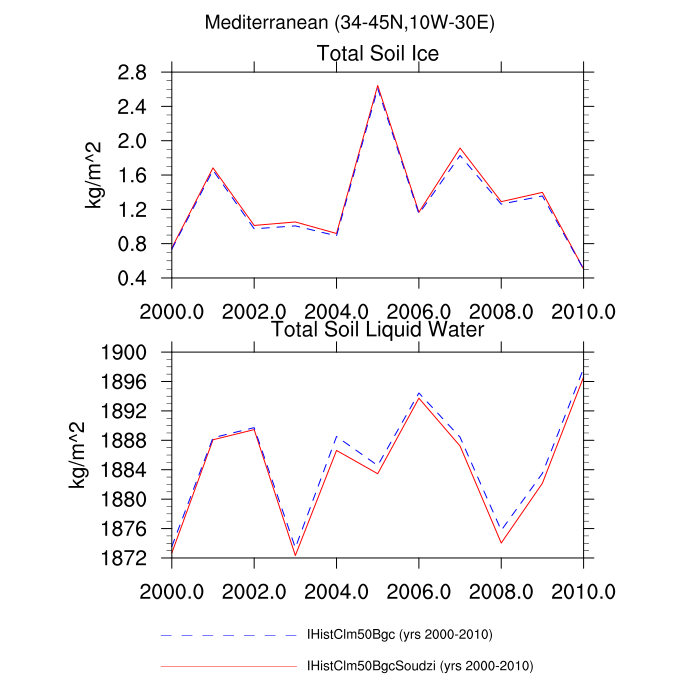 Mediterranean (34-45N,10W-30E)
Total Soil Ice
2.8
2.4
2.0
1.6
1.2
0.8
0.4
kg/m^2
2000.0 2002.0 2004.0 2006.0 2008.0 2010.0
Total Soil Liquid Water
1900
1896
1892
1888
1884
1880
1876
1872
kg/m^2
2000.0 2002.0 2004.0 2006.0 2008.0 2010.0
IHistClm50Bgc (yrs 2000-2010)
IHistClm50BgcSoudzi (yrs 2000-2010)